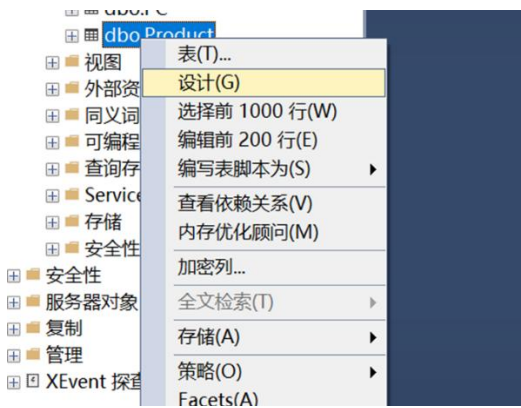 dbo.PC
dbo.Product
表(T)...
视图
设计(G)
外部资
选择前 1000 行(W)
同义词
编辑前 200 行(E)
可编程
编写表脚本为(S)
查询存
Service
查看依赖关系(V)
存储
内存优化顾问(M)
安全性
加密列...
安全性
服务器对象
全文检索(T)
复制
存储(A)
管理
策略(O)
XEvent 探查
Facets(A)